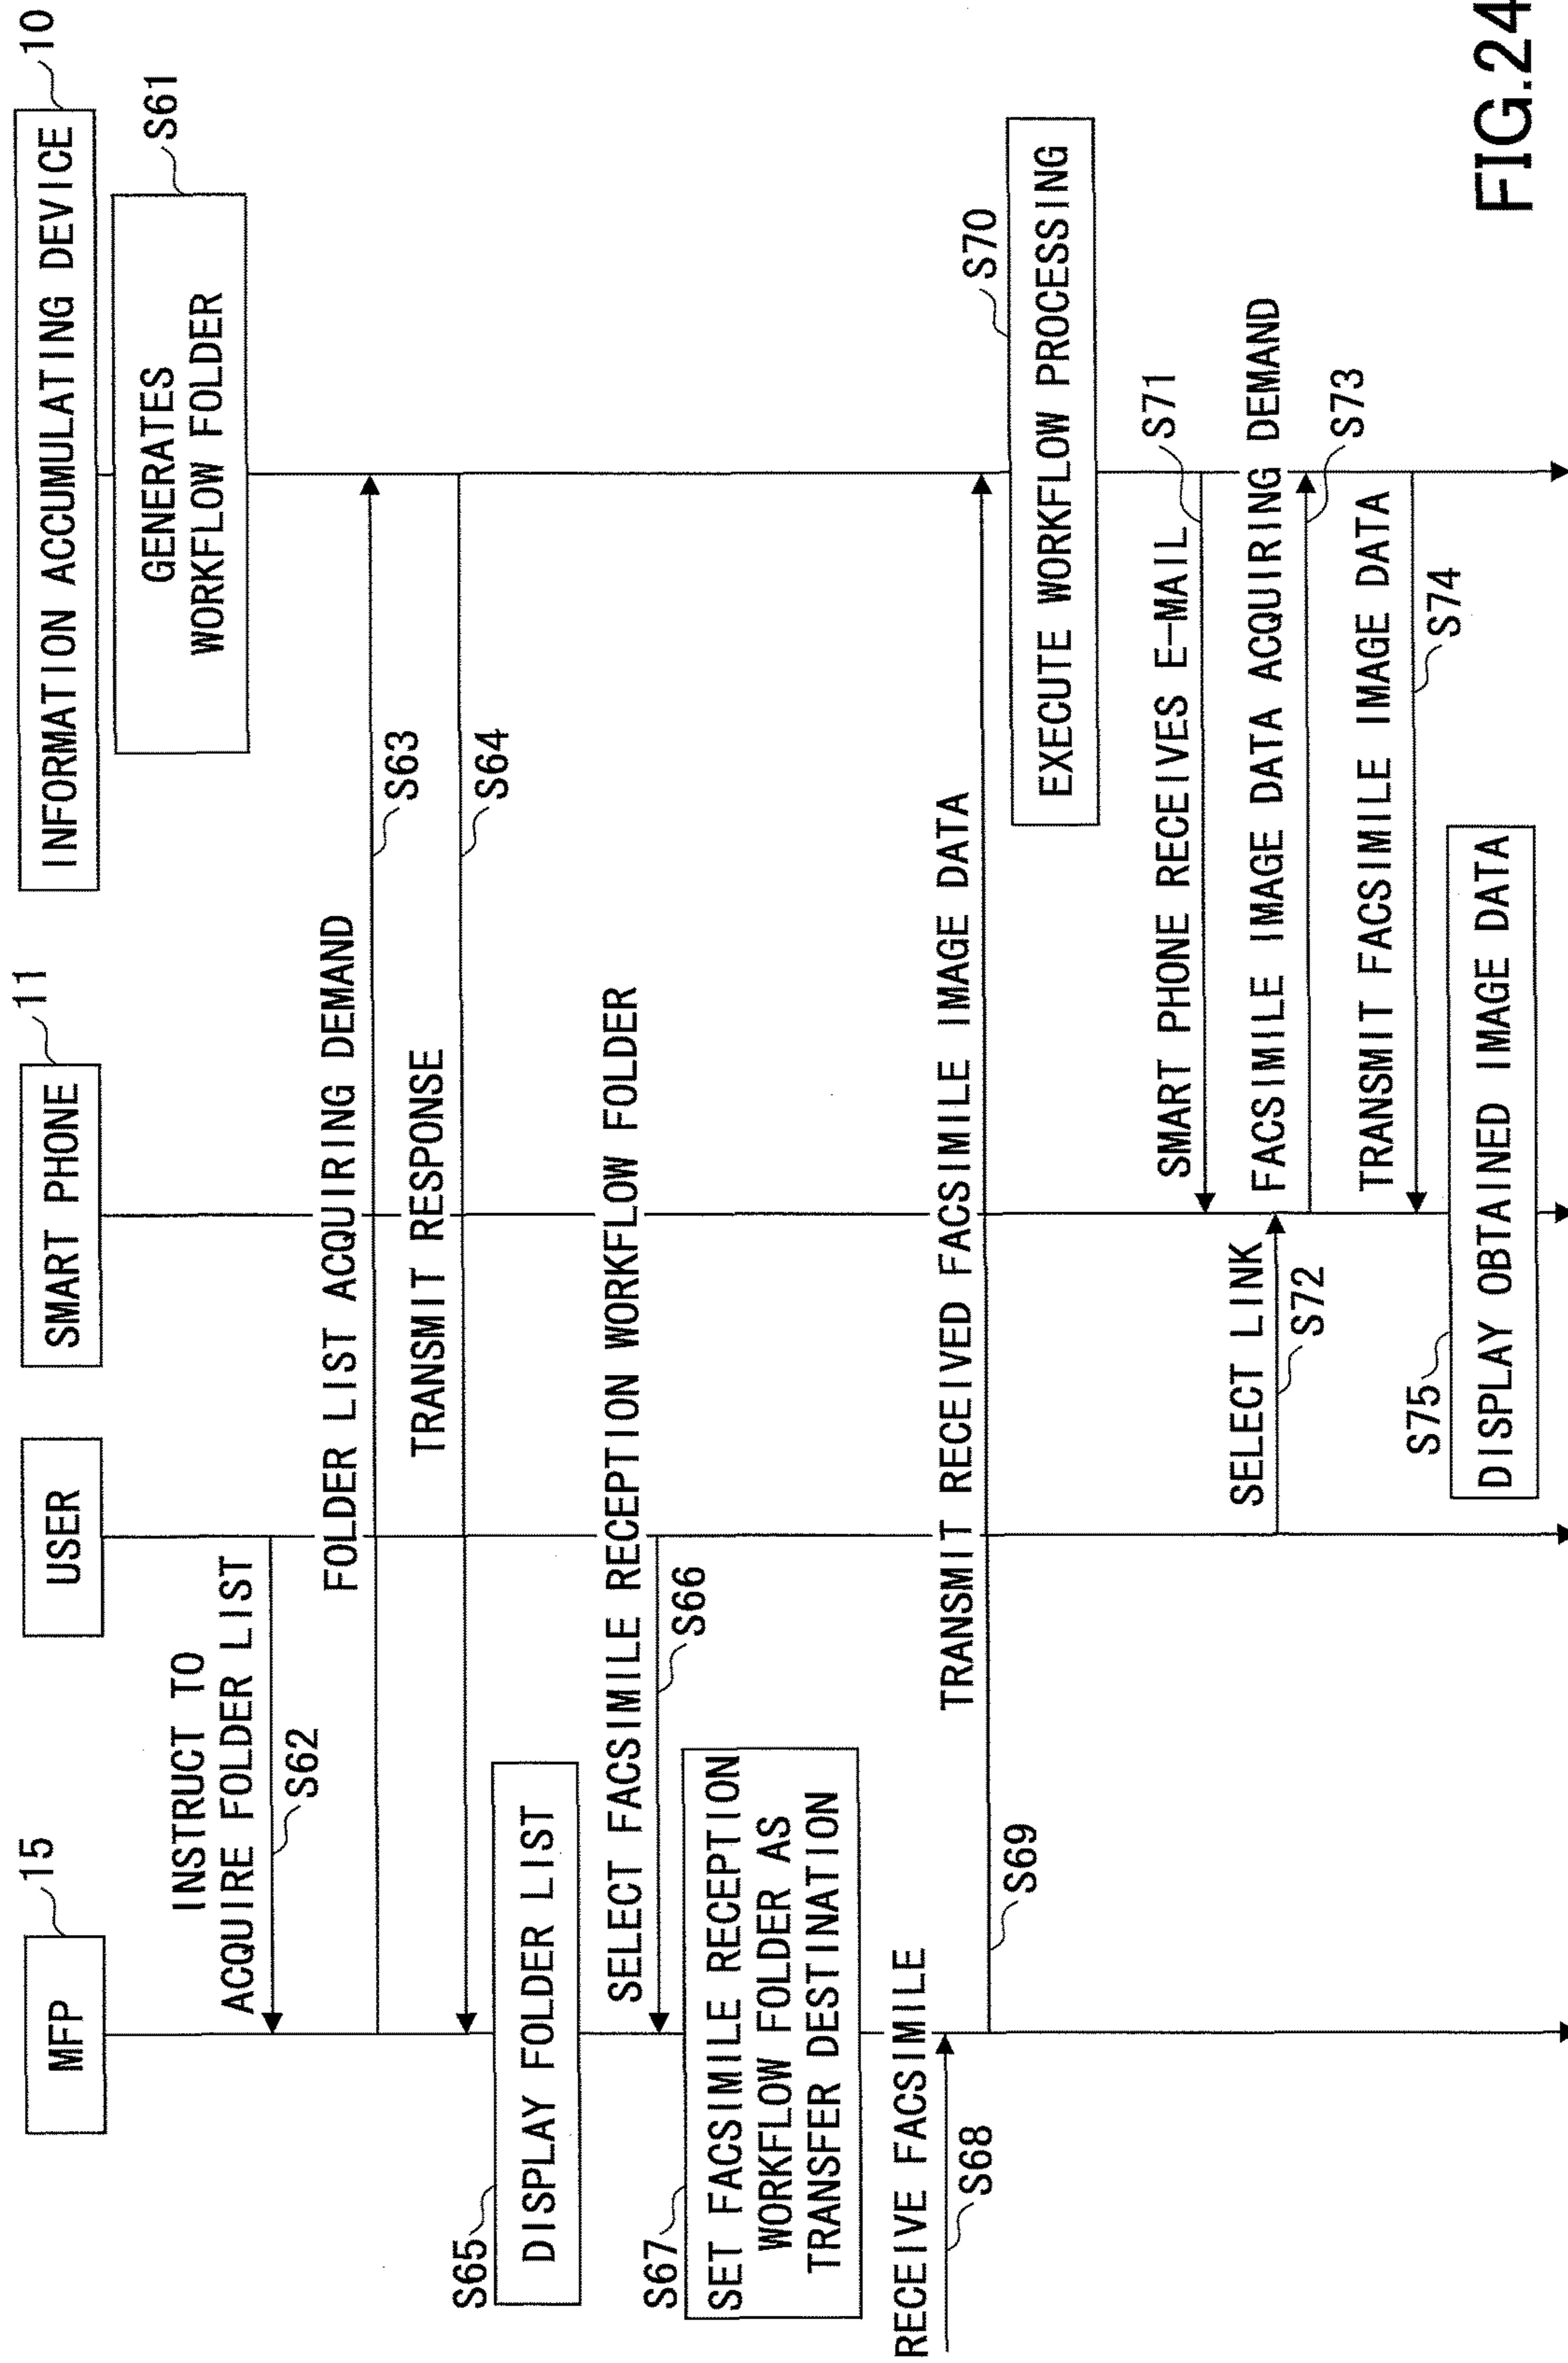 MFP
15
USER
SMART PHONE
11
INFORMATION ACCUMULATING DEVICE
10
GENERATES
WORKFLOW FOLDER
S61
INSTRUCT TO
ACQUIRE FOLDER LIST
S62
FOLDER LIST ACQUIRING DEMAND
S63
TRANSMIT RESPONSE
S64
S65
DISPLAY FOLDER LIST
SELECT FACSIMILE RECEPTION WORKFLOW FOLDER
S66
S67
SET FACSIMILE RECEPTION
WORKFLOW FOLDER AS
TRANSFER DESTINATION
RECEIVE FACSIMILE
S68
TRANSMIT RECEIVED FACSIMILE IMAGE DATA
S69
S70
EXECUTE WORKFLOW PROCESSING
SMART PHONE RECEIVES E-MAIL
S71
SELECT LINK
S72
FACSIMILE IMAGE DATA ACQUIRING DEMAND
S73
TRANSMIT FACSIMILE IMAGE DATA
S74
S75
DISPLAY OBTAINED IMAGE DATA
FIG.24